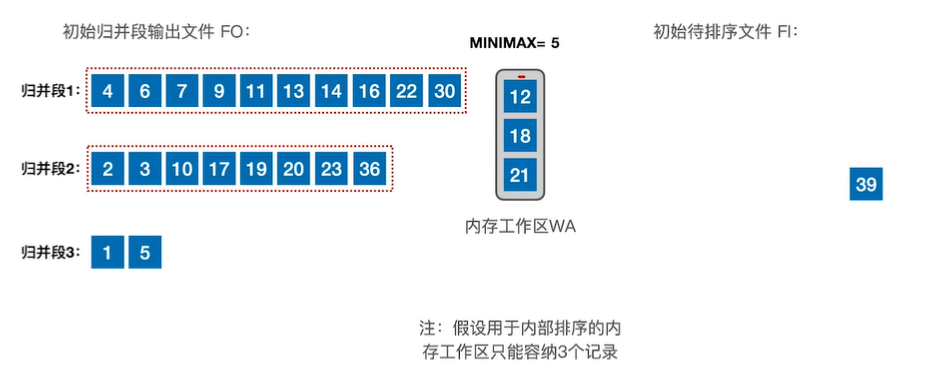 初始归并段输出文件 FO：
MINIMAX= 5
初始待排序文件 FI：
归并段1： 4 6 7 9 11 13 14 16 22 30
12
18
21
归并段2： 2 3 10 17 19 20 23 36
39
内存工作区WA
归并段3： 1 5
注：假设用于内部排序的内
存工作区只能容纳3个记录